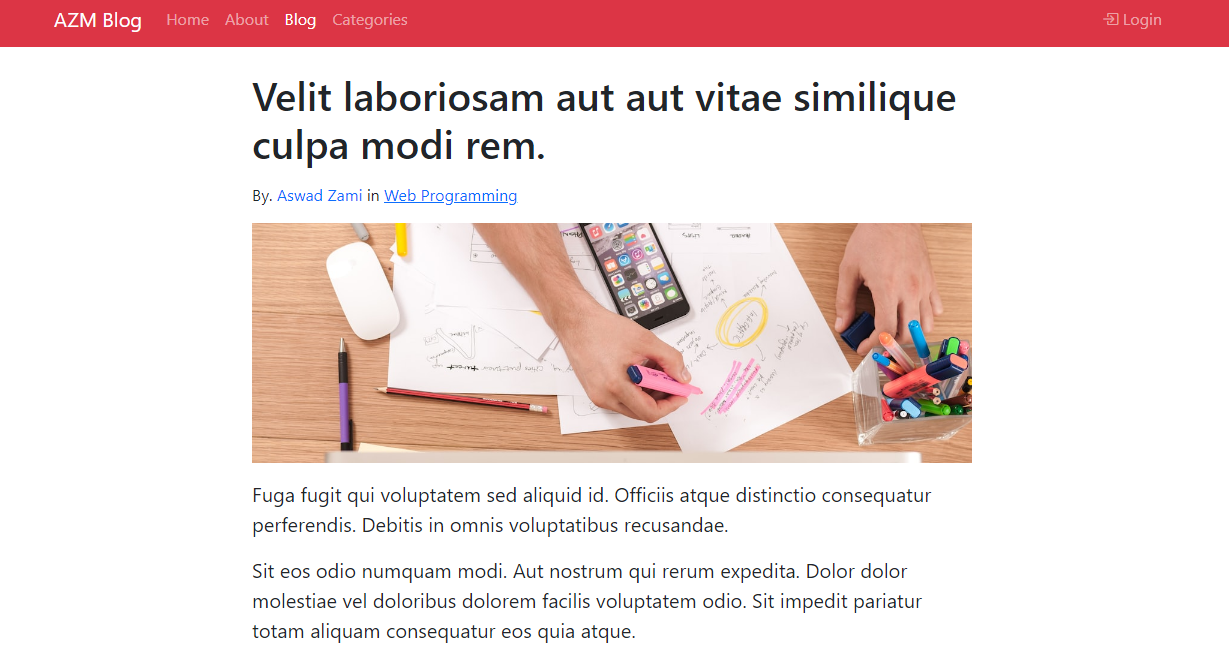 AZM Blog Home About Blog Categories Login
Velit laboriosam aut aut vitae similique
culpa modi rem.
By. Aswad Zami in Web Programming
Fuga fugit qui voluptatem sed aliquid id. Officiis atque distinctio consequatur
perferendis. Debitis in omnis voluptatibus recusandae.
Sit eos odio numquam modi. Aut nostrum qui rerum expedita. Dolor dolor
molestiae vel doloribus dolorem facilis voluptatem odio. Sit impedit pariatur
totam aliquam consequatur eos quia atque.